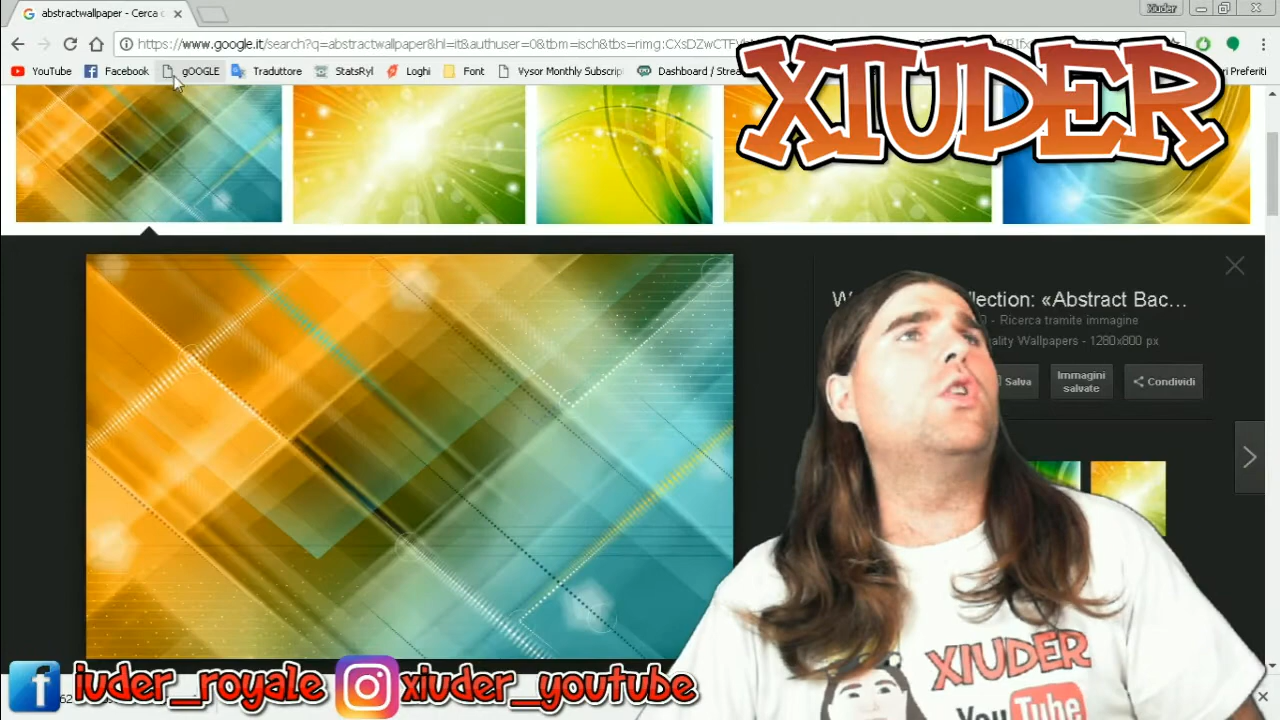 abstractwallpaper - Cerca c
Xiuder
https://www.google.it/search?q=abstractwallpaper&hl=it&authuser=0&tbm=isch&tbs=rimg:CXsDZwCTE
YouTube Facebook gOOGLE Traduttore StatsRyl Loghi Font Vysor Monthly Subscrip Dashboard / Strea ri Preferiti
XIUDER
llection: «Abstract Bac...
- Ricerca tramite immagine
ality Wallpapers - 1280x800 px
Salva
Immagini salvate
Condividi
XIUDER
YouTube
iuder_royale
xiuder_youtube